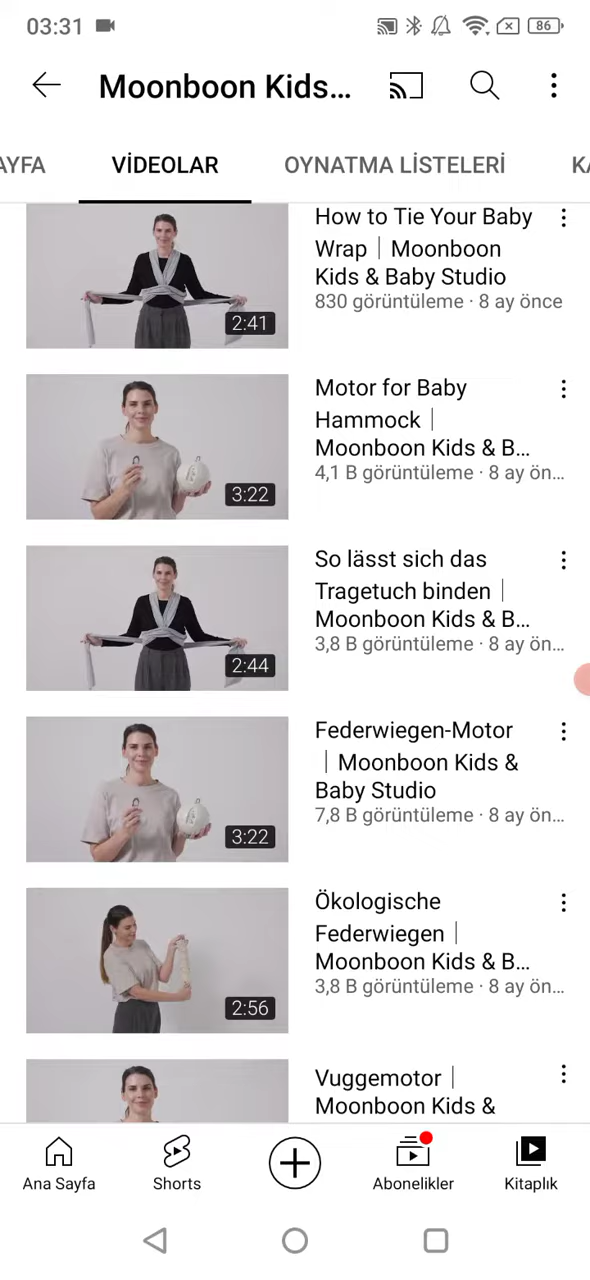 03:31
86
Moonboon Kids...
AYFA
VİDEOLAR
OYNATMA LİSTELERİ
KA
How to Tie Your Baby
Wrap | Moonboon
Kids & Baby Studio
830 görüntüleme · 8 ay önce
2:41
Motor for Baby
Hammock |
Moonboon Kids & B...
4,1 B görüntüleme · 8 ay ön...
3:22
So lässt sich das
Tragetuch binden |
Moonboon Kids & B...
3,8 B görüntüleme · 8 ay ön...
2:44
Federwiegen-Motor
| Moonboon Kids &
Baby Studio
7,8 B görüntüleme · 8 ay ön...
3:22
Ökologische
Federwiegen |
Moonboon Kids & B...
3,8 B görüntüleme · 8 ay ön...
2:56
Vuggemotor |
Moonboon Kids &
Ana Sayfa
Shorts
Abonelikler
Kitaplık